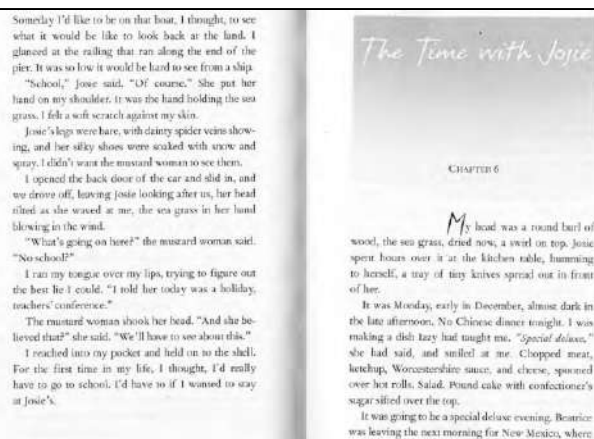 Someday I'd like to be on that boat, I thought, to see
what it would be like to look back at the land. I
glanced at the railing that ran along the end of the
pier. It was so low it would be hard to see from a ship.
"School," Josie said. "Of course." She put her
hand on my shoulder. It was the hand holding the sea
grass. I felt a soft scratch against my skin.
Josie's legs were bare, with dainty spider veins show-
ing, and her silky shoes were soaked with snow and
spray. I didn't want the mustard woman to see them.
I opened the back door of the car and slid in, and
we drove off, leaving Josie looking after us, her head
tilted as she waved at me, the sea grass in her hand
blowing in the wind.
"What's going on here?" the mustard woman said.
"No school?"
I ran my tongue over my lips, trying to figure out
the best lie I could. "I told her today was a holiday,
teachers' conference."
The mustard woman shook her head. "And she be-
lieved that?" she said. "We'll have to see about this."
I reached into my pocket and held on to the shell.
For the first time in my life, I thought, I'd really
have to go to school. I'd have to if I wanted to stay
at Josie's.
The Time with Josie
CHAPTER 6
My head was a round burl of
wood, the sea grass, dried now, a swirl on top. Josie
spent hours over it at the kitchen table, humming
to herself, a tray of tiny knives spread out in front
of her.
It was Monday, early in December, almost dark in
the late afternoon. No Chinese dinner tonight. I was
making a dish Izzy had taught me. "Special deluxe,"
she had said, and smiled at me. Chopped meat,
ketchup, Worcestershire sauce, and cheese, spooned
over hot rolls. Salad. Pound cake with confectioner's
sugar sifted over the top.
It was going to be a special deluxe evening. Beatrice
was leaving the next morning for New Mexico, where